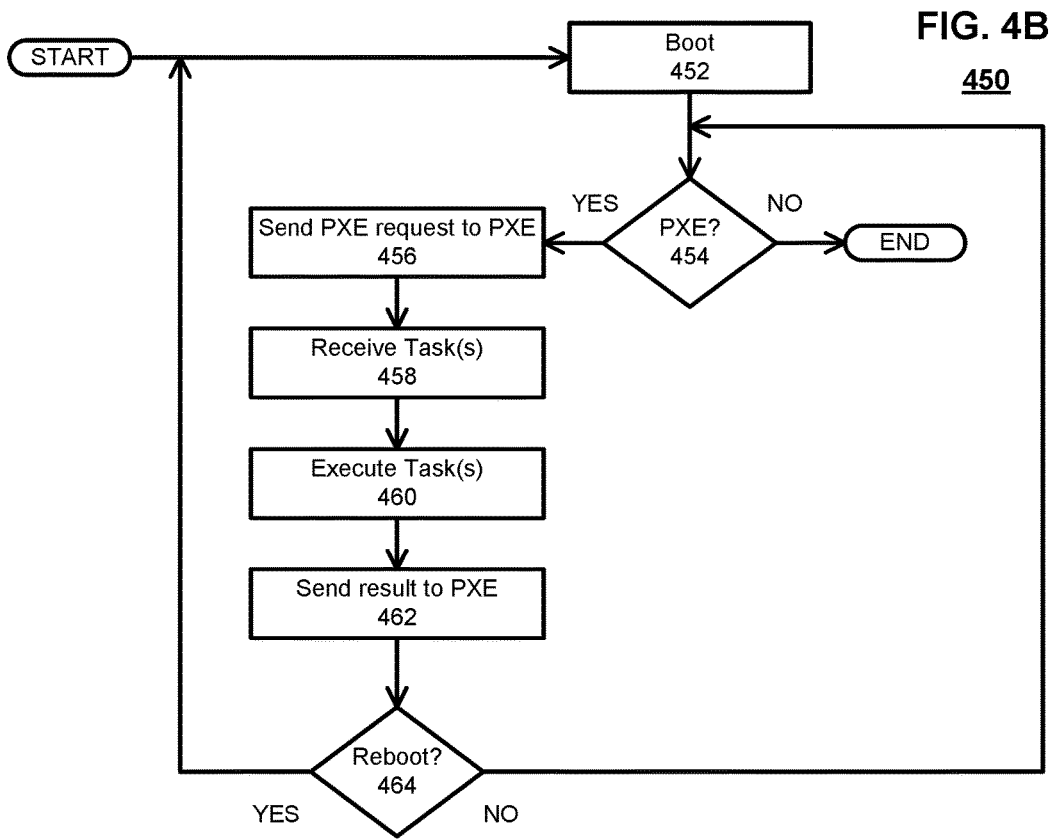 FIG. 4B
450
START
Boot
452
YES
PXE?
454
NO
END
Send PXE request to PXE
456
Receive Task(s)
458
Execute Task(s)
460
Send result to PXE
462
Reboot?
464
YES
NO